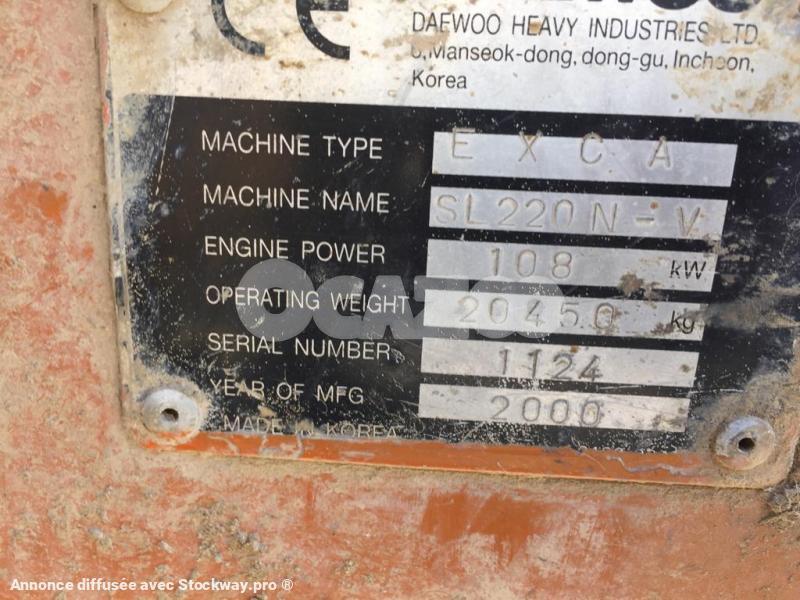 CE
DAEWOO HEAVY INDUSTRIES LTD.
6, Manseok-dong, dong-gu, Incheon,
Korea
MACHINE TYPE E X C A
MACHINE NAME SL220N-V
ENGINE POWER 108 kW
OPERATING WEIGHT 20450 kg
SERIAL NUMBER 1124
YEAR OF MFG 2000
MADE IN KOREA
OCAZOO
Annonce diffusée avec Stockway.pro ®